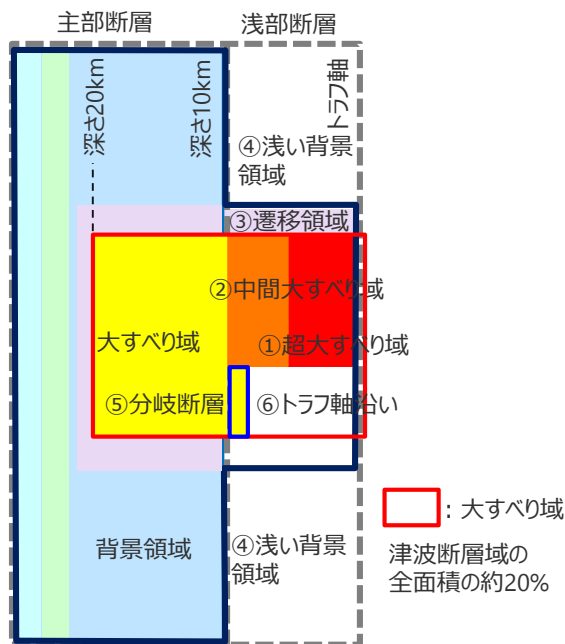 主部断層
浅部断層
深さ20km
深さ10km
トラフ軸
④浅い背景
領域
③遷移領域
②中間大すべり域
大すべり域
①超大すべり域
⑤分岐断層
⑥トラフ軸沿い
背景領域
④浅い背景
領域
：大すべり域
津波断層域の
全面積の約20%